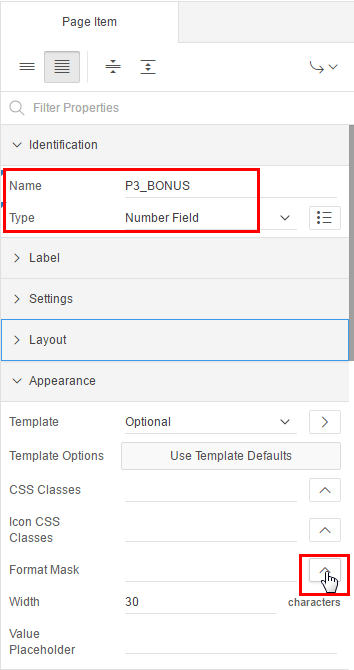 Page Item
Filter Properties
Identification
Name P3_BONUS
Type Number Field
Label
Settings
Layout
Appearance
Template Optional
Template Options Use Template Defaults
CSS Classes
Icon CSS
Classes
Format Mask
Width 30 characters
Value
Placeholder